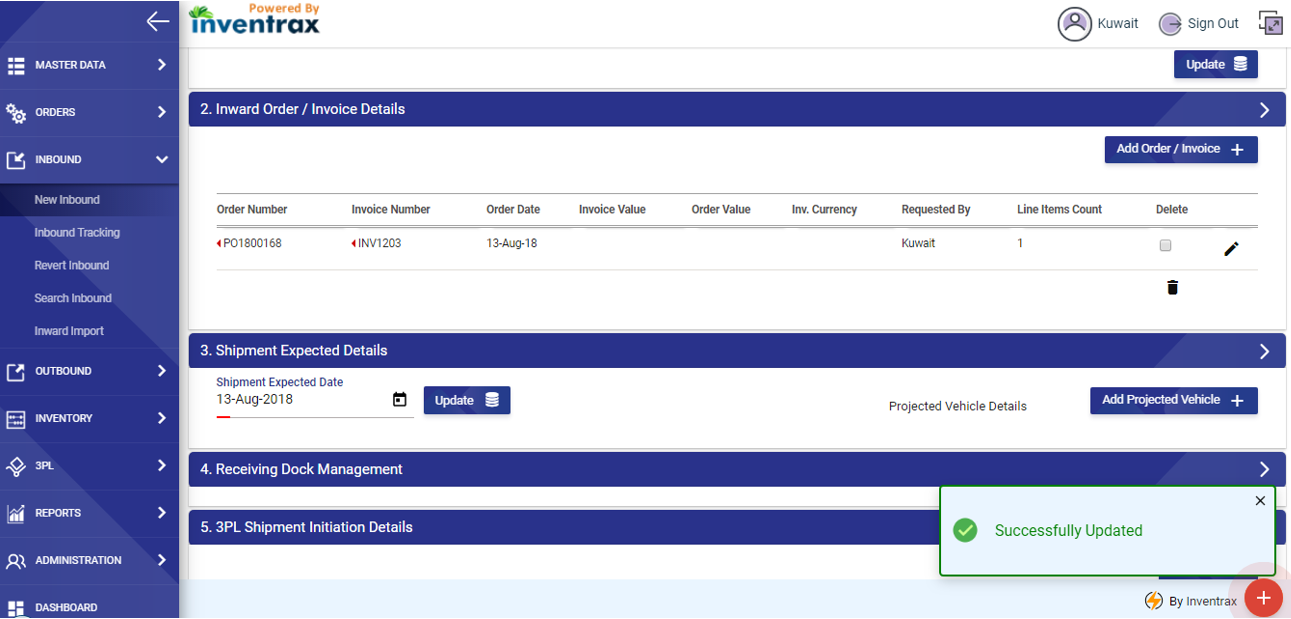 Powered By
inventrax
Kuwait
Sign Out
MASTER DATA
ORDERS
INBOUND
New Inbound
Inbound Tracking
Revert Inbound
Search Inbound
Inward Import
OUTBOUND
INVENTORY
3PL
REPORTS
ADMINISTRATION
DASHBOARD
Update
2. Inward Order / Invoice Details
Add Order / Invoice +
Order Number Invoice Number Order Date Invoice Value Order Value Inv. Currency Requested By Line Items Count Delete
PO1800168 INV1203 13-Aug-18 Kuwait 1
3. Shipment Expected Details
Shipment Expected Date
13-Aug-2018
Update
Projected Vehicle Details
Add Projected Vehicle +
4. Receiving Dock Management
5. 3PL Shipment Initiation Details
Successfully Updated
By Inventrax